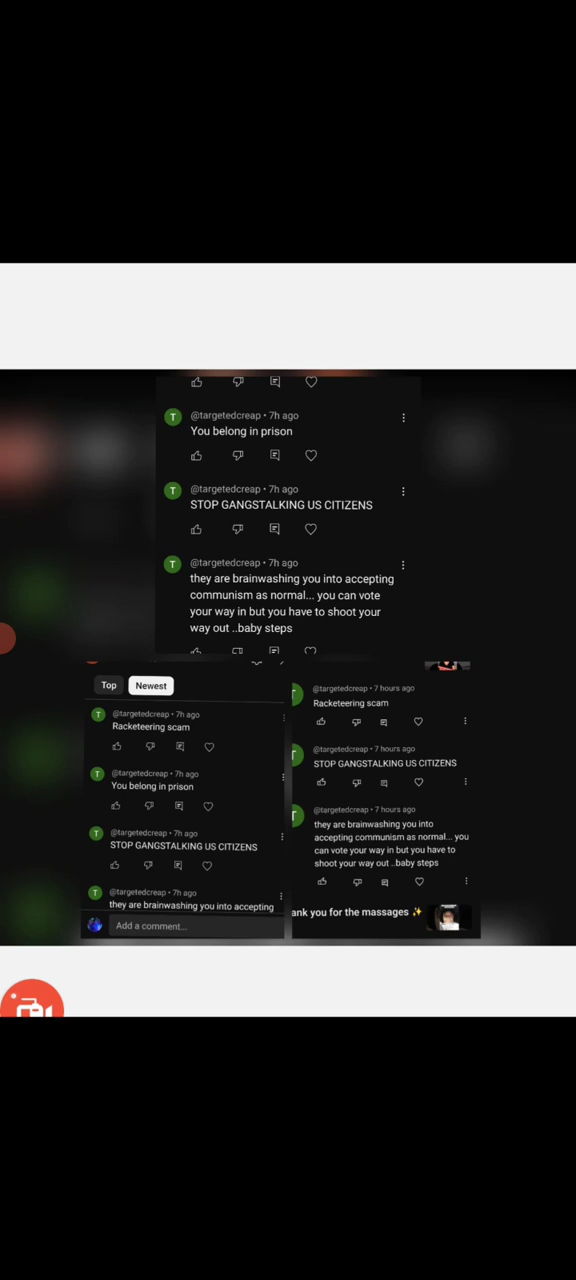 @targetedcreap • 7h ago
You belong in prison
@targetedcreap • 7h ago
STOP GANGSTALKING US CITIZENS
@targetedcreap • 7h ago
they are brainwashing you into accepting
communism as normal... you can vote
your way in but you have to shoot your
way out ..baby steps
Top
Newest
@targetedcreap • 7h ago
Racketeering scam
@targetedcreap • 7h ago
You belong in prison
@targetedcreap • 7h ago
STOP GANGSTALKING US CITIZENS
@targetedcreap • 7h ago
they are brainwashing you into accepting
Add a comment...
@targetedcreap • 7 hours ago
Racketeering scam
@targetedcreap • 7 hours ago
STOP GANGSTALKING US CITIZENS
@targetedcreap • 7 hours ago
they are brainwashing you into
accepting communism as normal... you
can vote your way in but you have to
shoot your way out ..baby steps
ank you for the massages ✨
T
T
T
T
T
T
T